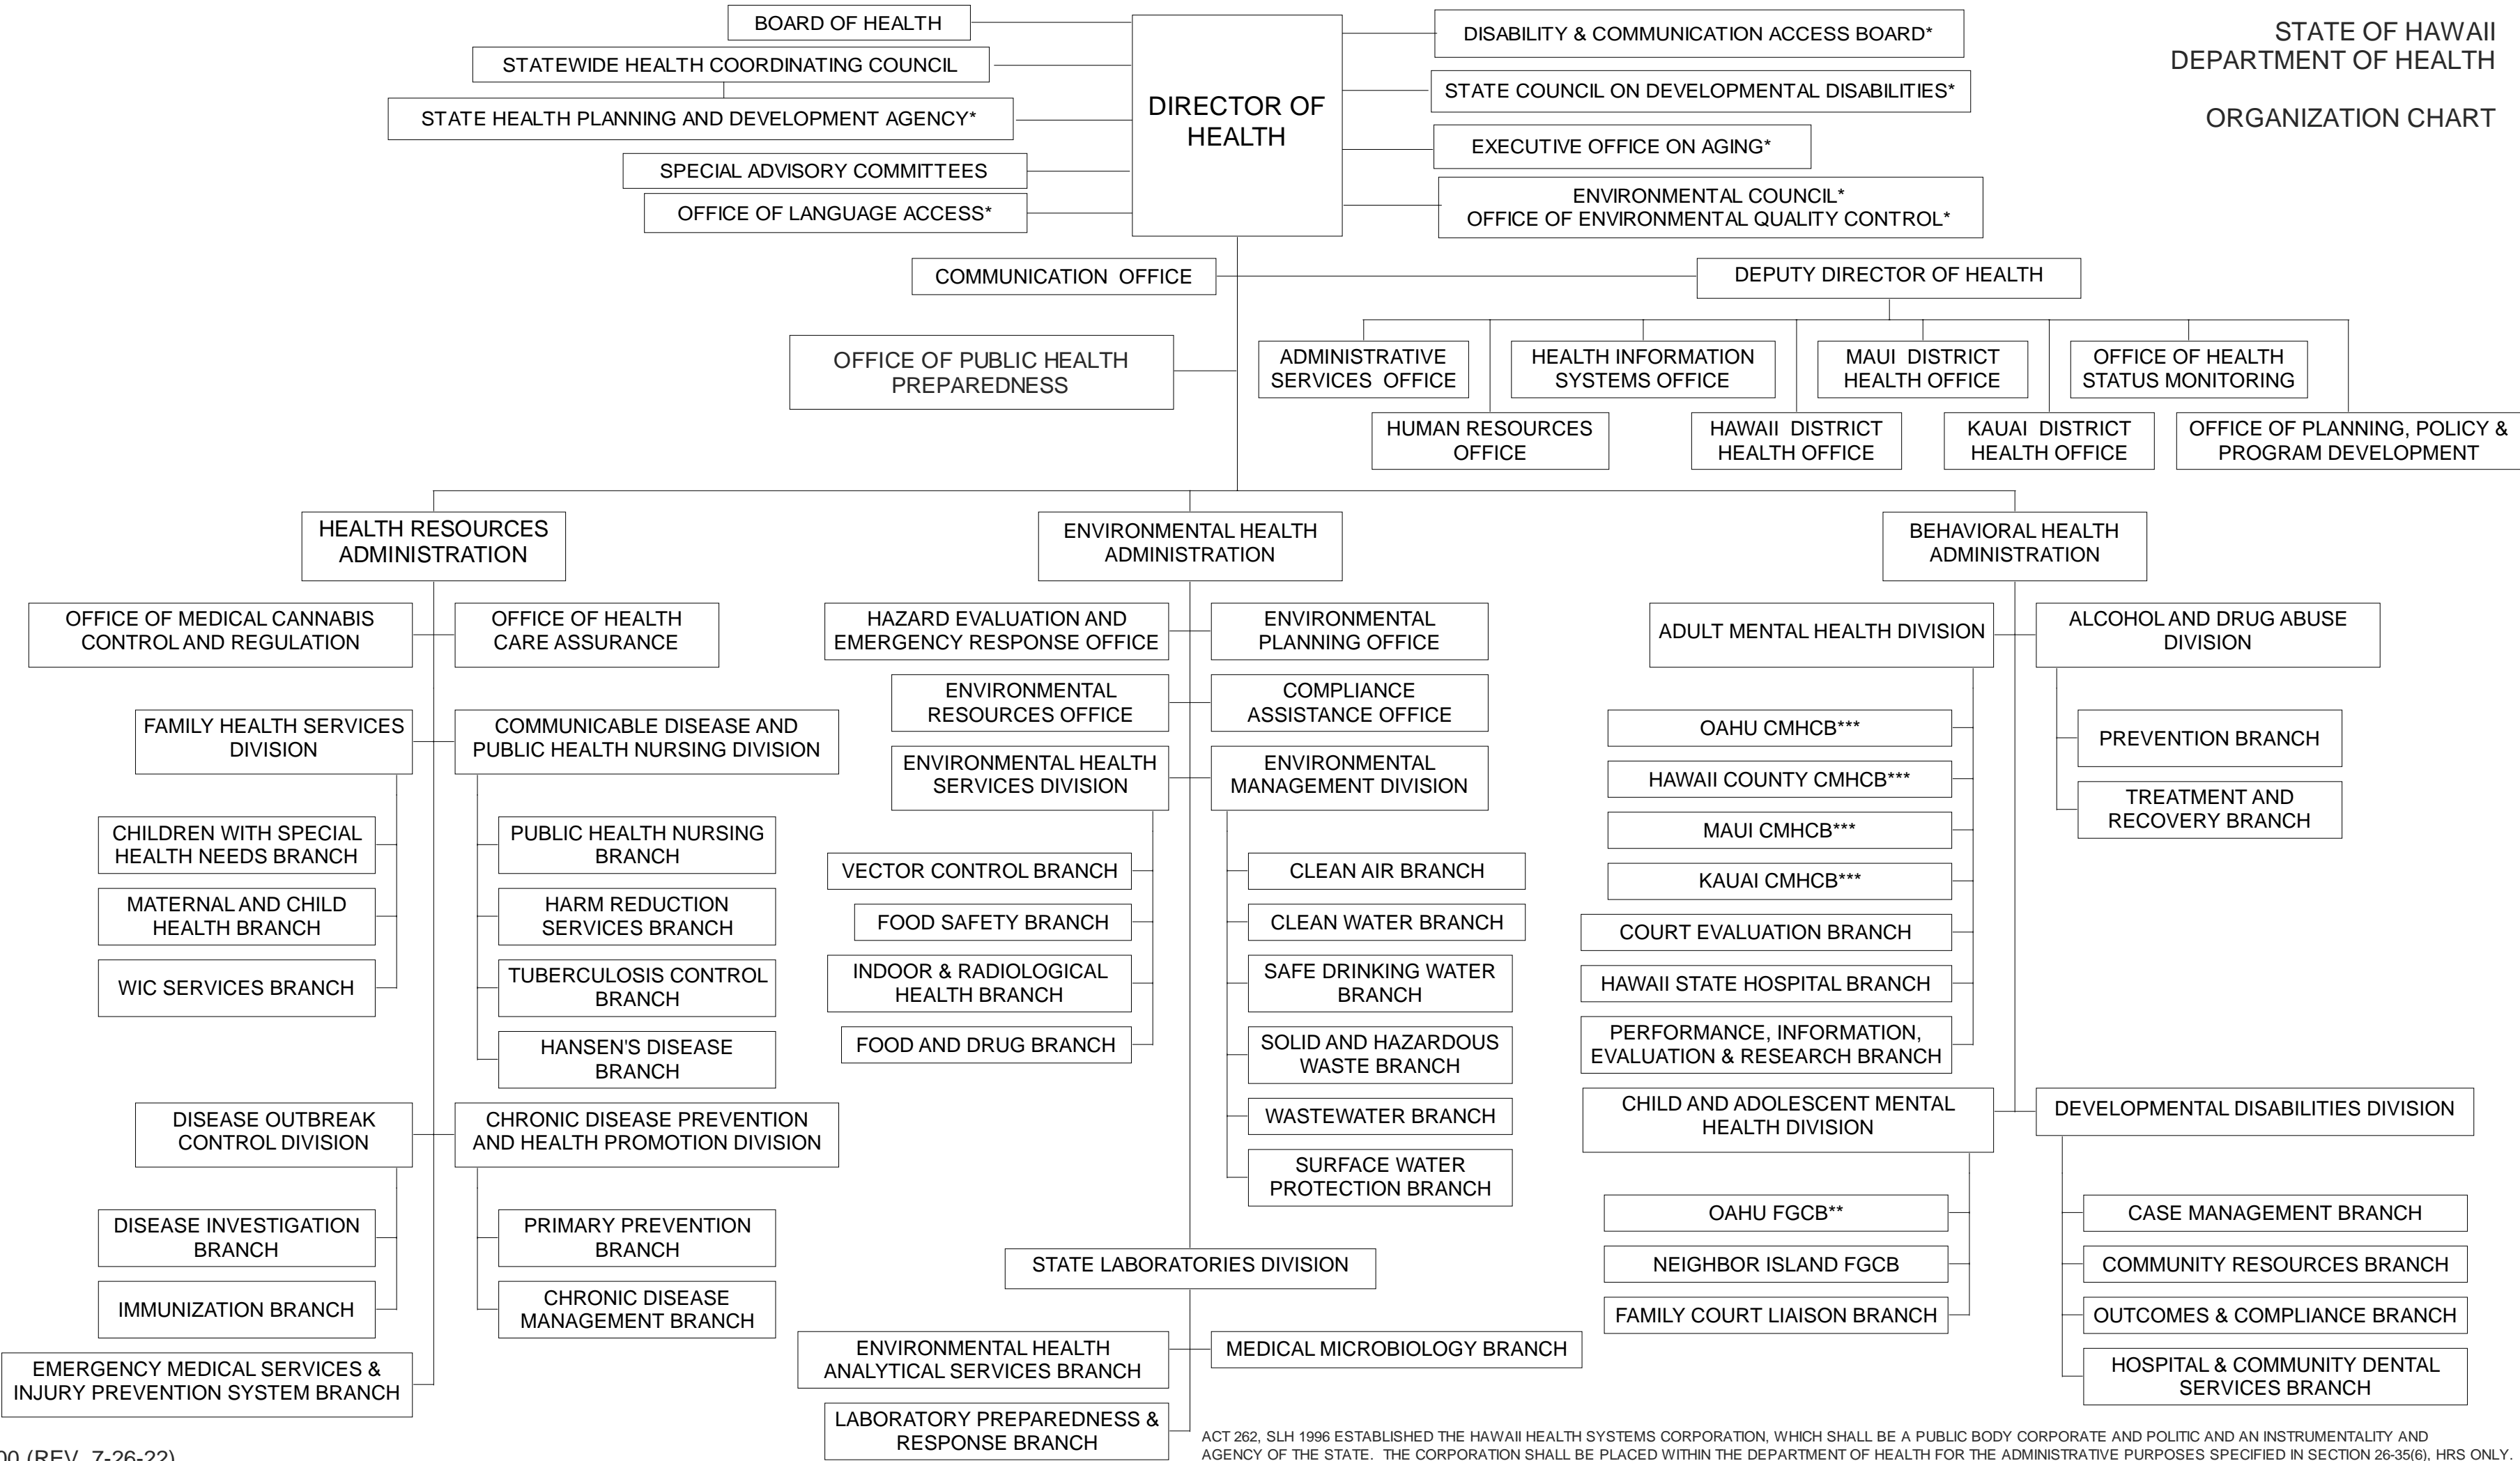 STATE OF HAWAII
DEPARTMENT OF HEALTH
ORGANIZATION CHART
BOARD OF HEALTH
STATEWIDE HEALTH COORDINATING COUNCIL
STATE HEALTH PLANNING AND DEVELOPMENT AGENCY*
SPECIAL ADVISORY COMMITTEES
OFFICE OF LANGUAGE ACCESS*
DIRECTOR OF
HEALTH
DISABILITY & COMMUNICATION ACCESS BOARD*
STATE COUNCIL ON DEVELOPMENTAL DISABILITIES*
EXECUTIVE OFFICE ON AGING*
ENVIRONMENTAL COUNCIL*
OFFICE OF ENVIRONMENTAL QUALITY CONTROL*
COMMUNICATION OFFICE
DEPUTY DIRECTOR OF HEALTH
OFFICE OF PUBLIC HEALTH
PREPAREDNESS
ADMINISTRATIVE
SERVICES OFFICE
HEALTH INFORMATION
SYSTEMS OFFICE
MAUI DISTRICT
HEALTH OFFICE
OFFICE OF HEALTH
STATUS MONITORING
HUMAN RESOURCES
OFFICE
HAWAII DISTRICT
HEALTH OFFICE
KAUAI DISTRICT
HEALTH OFFICE
OFFICE OF PLANNING, POLICY &
PROGRAM DEVELOPMENT
HEALTH RESOURCES
ADMINISTRATION
OFFICE OF MEDICAL CANNABIS
CONTROL AND REGULATION
OFFICE OF HEALTH
CARE ASSURANCE
FAMILY HEALTH SERVICES
DIVISION
COMMUNICABLE DISEASE AND
PUBLIC HEALTH NURSING DIVISION
CHILDREN WITH SPECIAL
HEALTH NEEDS BRANCH
MATERNAL AND CHILD
HEALTH BRANCH
WIC SERVICES BRANCH
PUBLIC HEALTH NURSING
BRANCH
HARM REDUCTION
SERVICES BRANCH
TUBERCULOSIS CONTROL
BRANCH
HANSEN'S DISEASE
BRANCH
DISEASE OUTBREAK
CONTROL DIVISION
CHRONIC DISEASE PREVENTION
AND HEALTH PROMOTION DIVISION
DISEASE INVESTIGATION
BRANCH
IMMUNIZATION BRANCH
PRIMARY PREVENTION
BRANCH
CHRONIC DISEASE
MANAGEMENT BRANCH
EMERGENCY MEDICAL SERVICES &
INJURY PREVENTION SYSTEM BRANCH
ENVIRONMENTAL HEALTH
ADMINISTRATION
HAZARD EVALUATION AND
EMERGENCY RESPONSE OFFICE
ENVIRONMENTAL
PLANNING OFFICE
ENVIRONMENTAL
RESOURCES OFFICE
COMPLIANCE
ASSISTANCE OFFICE
ENVIRONMENTAL HEALTH
SERVICES DIVISION
ENVIRONMENTAL
MANAGEMENT DIVISION
VECTOR CONTROL BRANCH
FOOD SAFETY BRANCH
INDOOR & RADIOLOGICAL
HEALTH BRANCH
FOOD AND DRUG BRANCH
CLEAN AIR BRANCH
CLEAN WATER BRANCH
SAFE DRINKING WATER
BRANCH
SOLID AND HAZARDOUS
WASTE BRANCH
WASTEWATER BRANCH
SURFACE WATER
PROTECTION BRANCH
STATE LABORATORIES DIVISION
ENVIRONMENTAL HEALTH
ANALYTICAL SERVICES BRANCH
MEDICAL MICROBIOLOGY BRANCH
LABORATORY PREPAREDNESS &
RESPONSE BRANCH
BEHAVIORAL HEALTH
ADMINISTRATION
ADULT MENTAL HEALTH DIVISION
ALCOHOL AND DRUG ABUSE
DIVISION
OAHU CMHCB***
HAWAII COUNTY CMHCB***
MAUI CMHCB***
KAUAI CMHCB***
COURT EVALUATION BRANCH
HAWAII STATE HOSPITAL BRANCH
PERFORMANCE, INFORMATION,
EVALUATION & RESEARCH BRANCH
PREVENTION BRANCH
TREATMENT AND
RECOVERY BRANCH
CHILD AND ADOLESCENT MENTAL
HEALTH DIVISION
DEVELOPMENTAL DISABILITIES DIVISION
OAHU FGCB**
NEIGHBOR ISLAND FGCB
FAMILY COURT LIAISON BRANCH
CASE MANAGEMENT BRANCH
COMMUNITY RESOURCES BRANCH
OUTCOMES & COMPLIANCE BRANCH
HOSPITAL & COMMUNITY DENTAL
SERVICES BRANCH
00 (REV. 7-26-22)
ACT 262, SLH 1996 ESTABLISHED THE HAWAII HEALTH SYSTEMS CORPORATION, WHICH SHALL BE A PUBLIC BODY CORPORATE AND POLITIC AND AN INSTRUMENTALITY AND
AGENCY OF THE STATE. THE CORPORATION SHALL BE PLACED WITHIN THE DEPARTMENT OF HEALTH FOR THE ADMINISTRATIVE PURPOSES SPECIFIED IN SECTION 26-35(6), HRS ONLY.